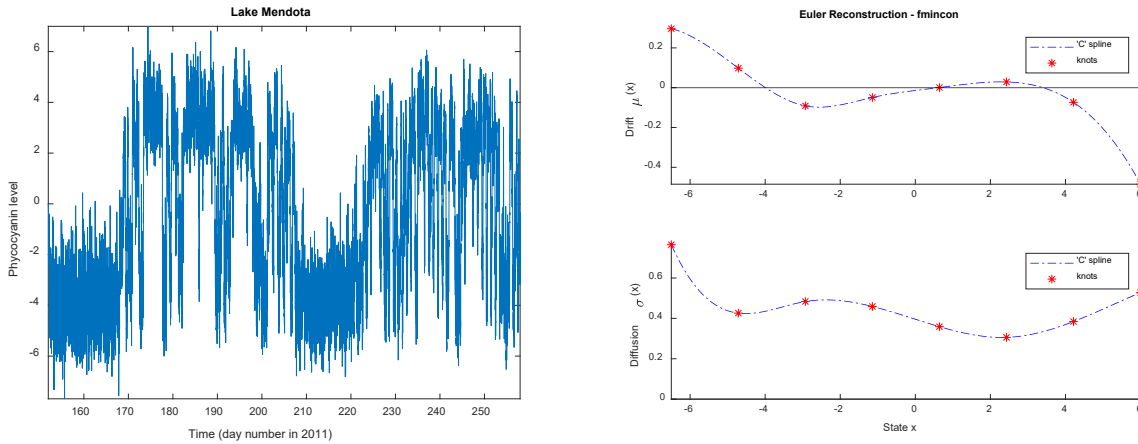 Lake Mendota
Phycocyanin level
6
4
2
0
-2
-4
-6
160 170 180 190 200 210 220 230 240 250
Time (day number in 2011)
Euler Reconstruction - fmincon
Drift μ (x)
0.2
0
-0.2
-0.4
-6 -4 -2 0 2 4 6
'C' spline
knots
Diffusion σ (x)
0.6
0.4
0.2
0
-6 -4 -2 0 2 4 6
State x
'C' spline
knots